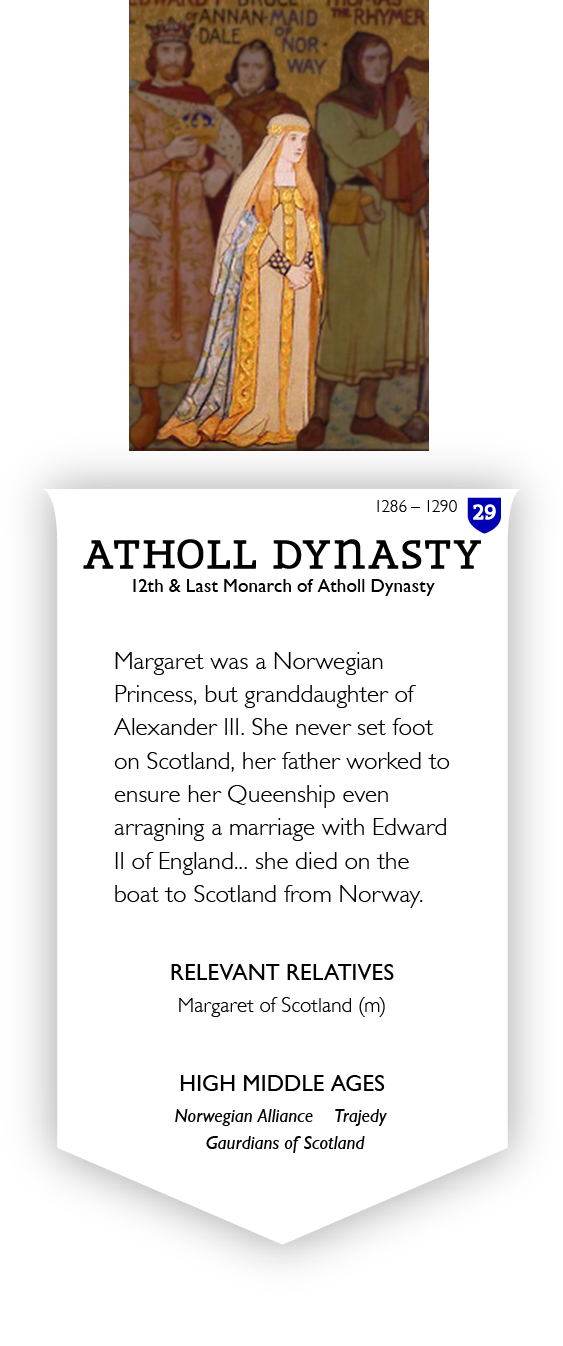 EDWARD I BRUCE THOMAS
of ANNAN- MAID THE RHYMER
DALE OF
NOR-
WAY
1286 – 1290 29
ATHOLL DYNASTY
12th & Last Monarch of Atholl Dynasty
Margaret was a Norwegian
Princess, but granddaughter of
Alexander III. She never set foot
on Scotland, her father worked to
ensure her Queenship even
arragning a marriage with Edward
II of England... she died on the
boat to Scotland from Norway.
RELEVANT RELATIVES
Margaret of Scotland (m)
HIGH MIDDLE AGES
Norwegian Alliance Trajedy
Gaurdians of Scotland